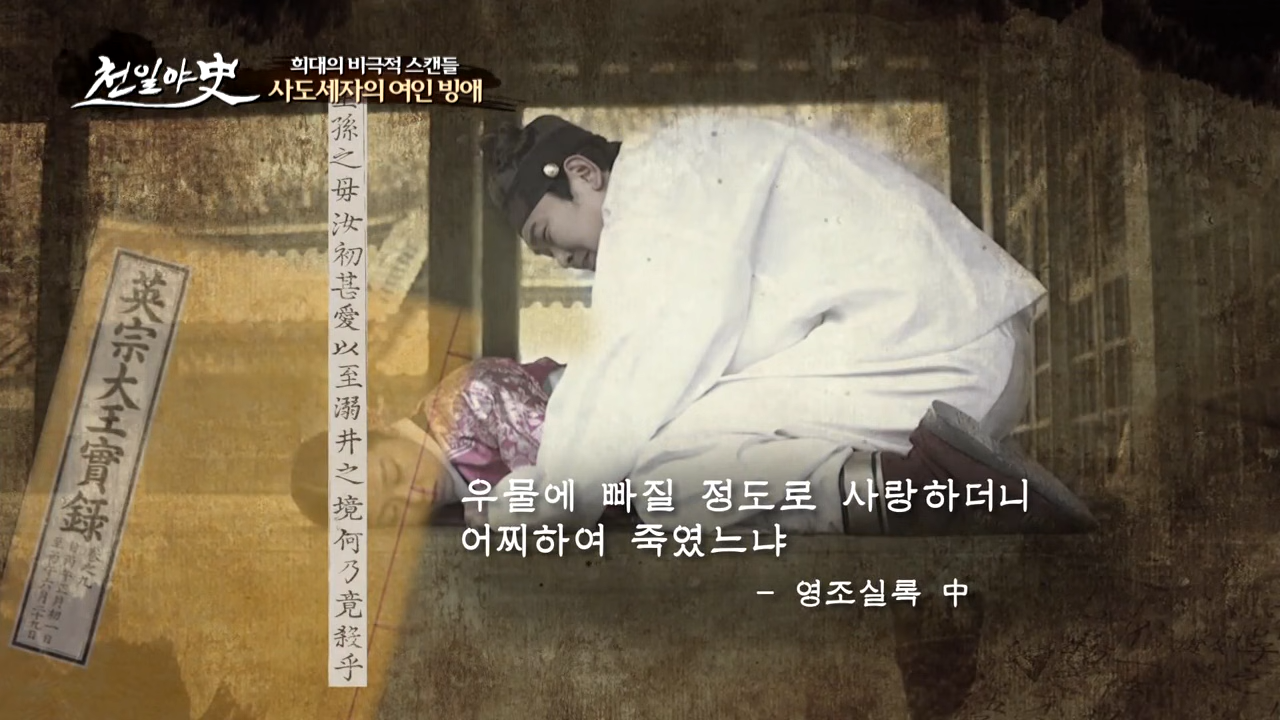 천일야史
희대의 비극적 스캔들
사도세자의 여인 빙애
孫之母汝初甚愛以至溺井之境何乃竟殺乎
英宗大王實錄
우물에 빠질 정도로 사랑하더니
어찌하여 죽였느냐
- 영조실록 中